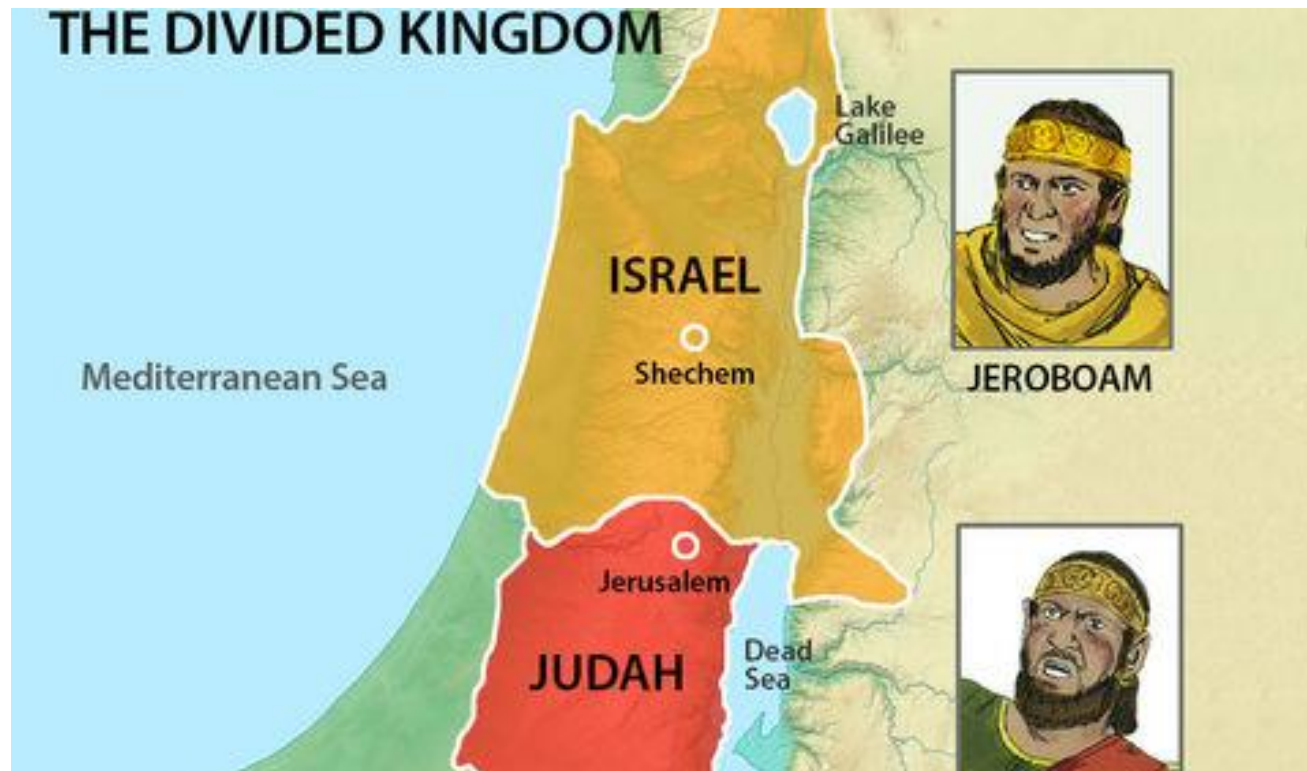 THE DIVIDED KINGDOM
Lake
Galilee
ISRAEL
Shechem
Mediterranean Sea
JEROBOAM
Jerusalem
JUDAH
Dead
Sea